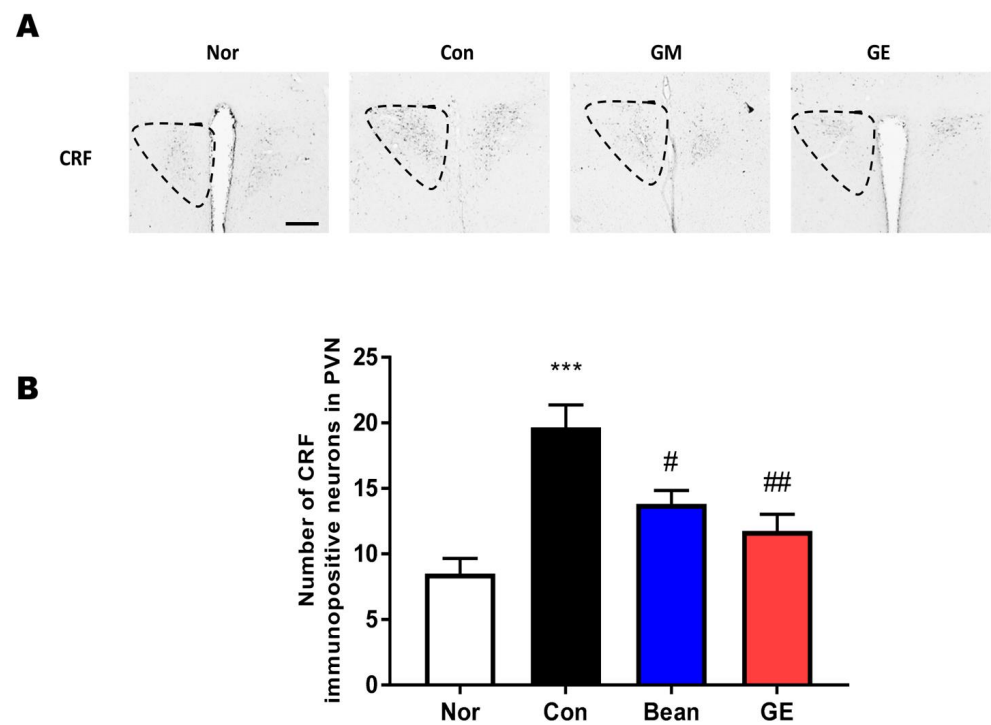 A
Nor Con GM GE
CRF
B
Number of CRF
immunopositive neurons in PVN
25
20
15
10
5
0
***
#
##
Nor Con Bean GE